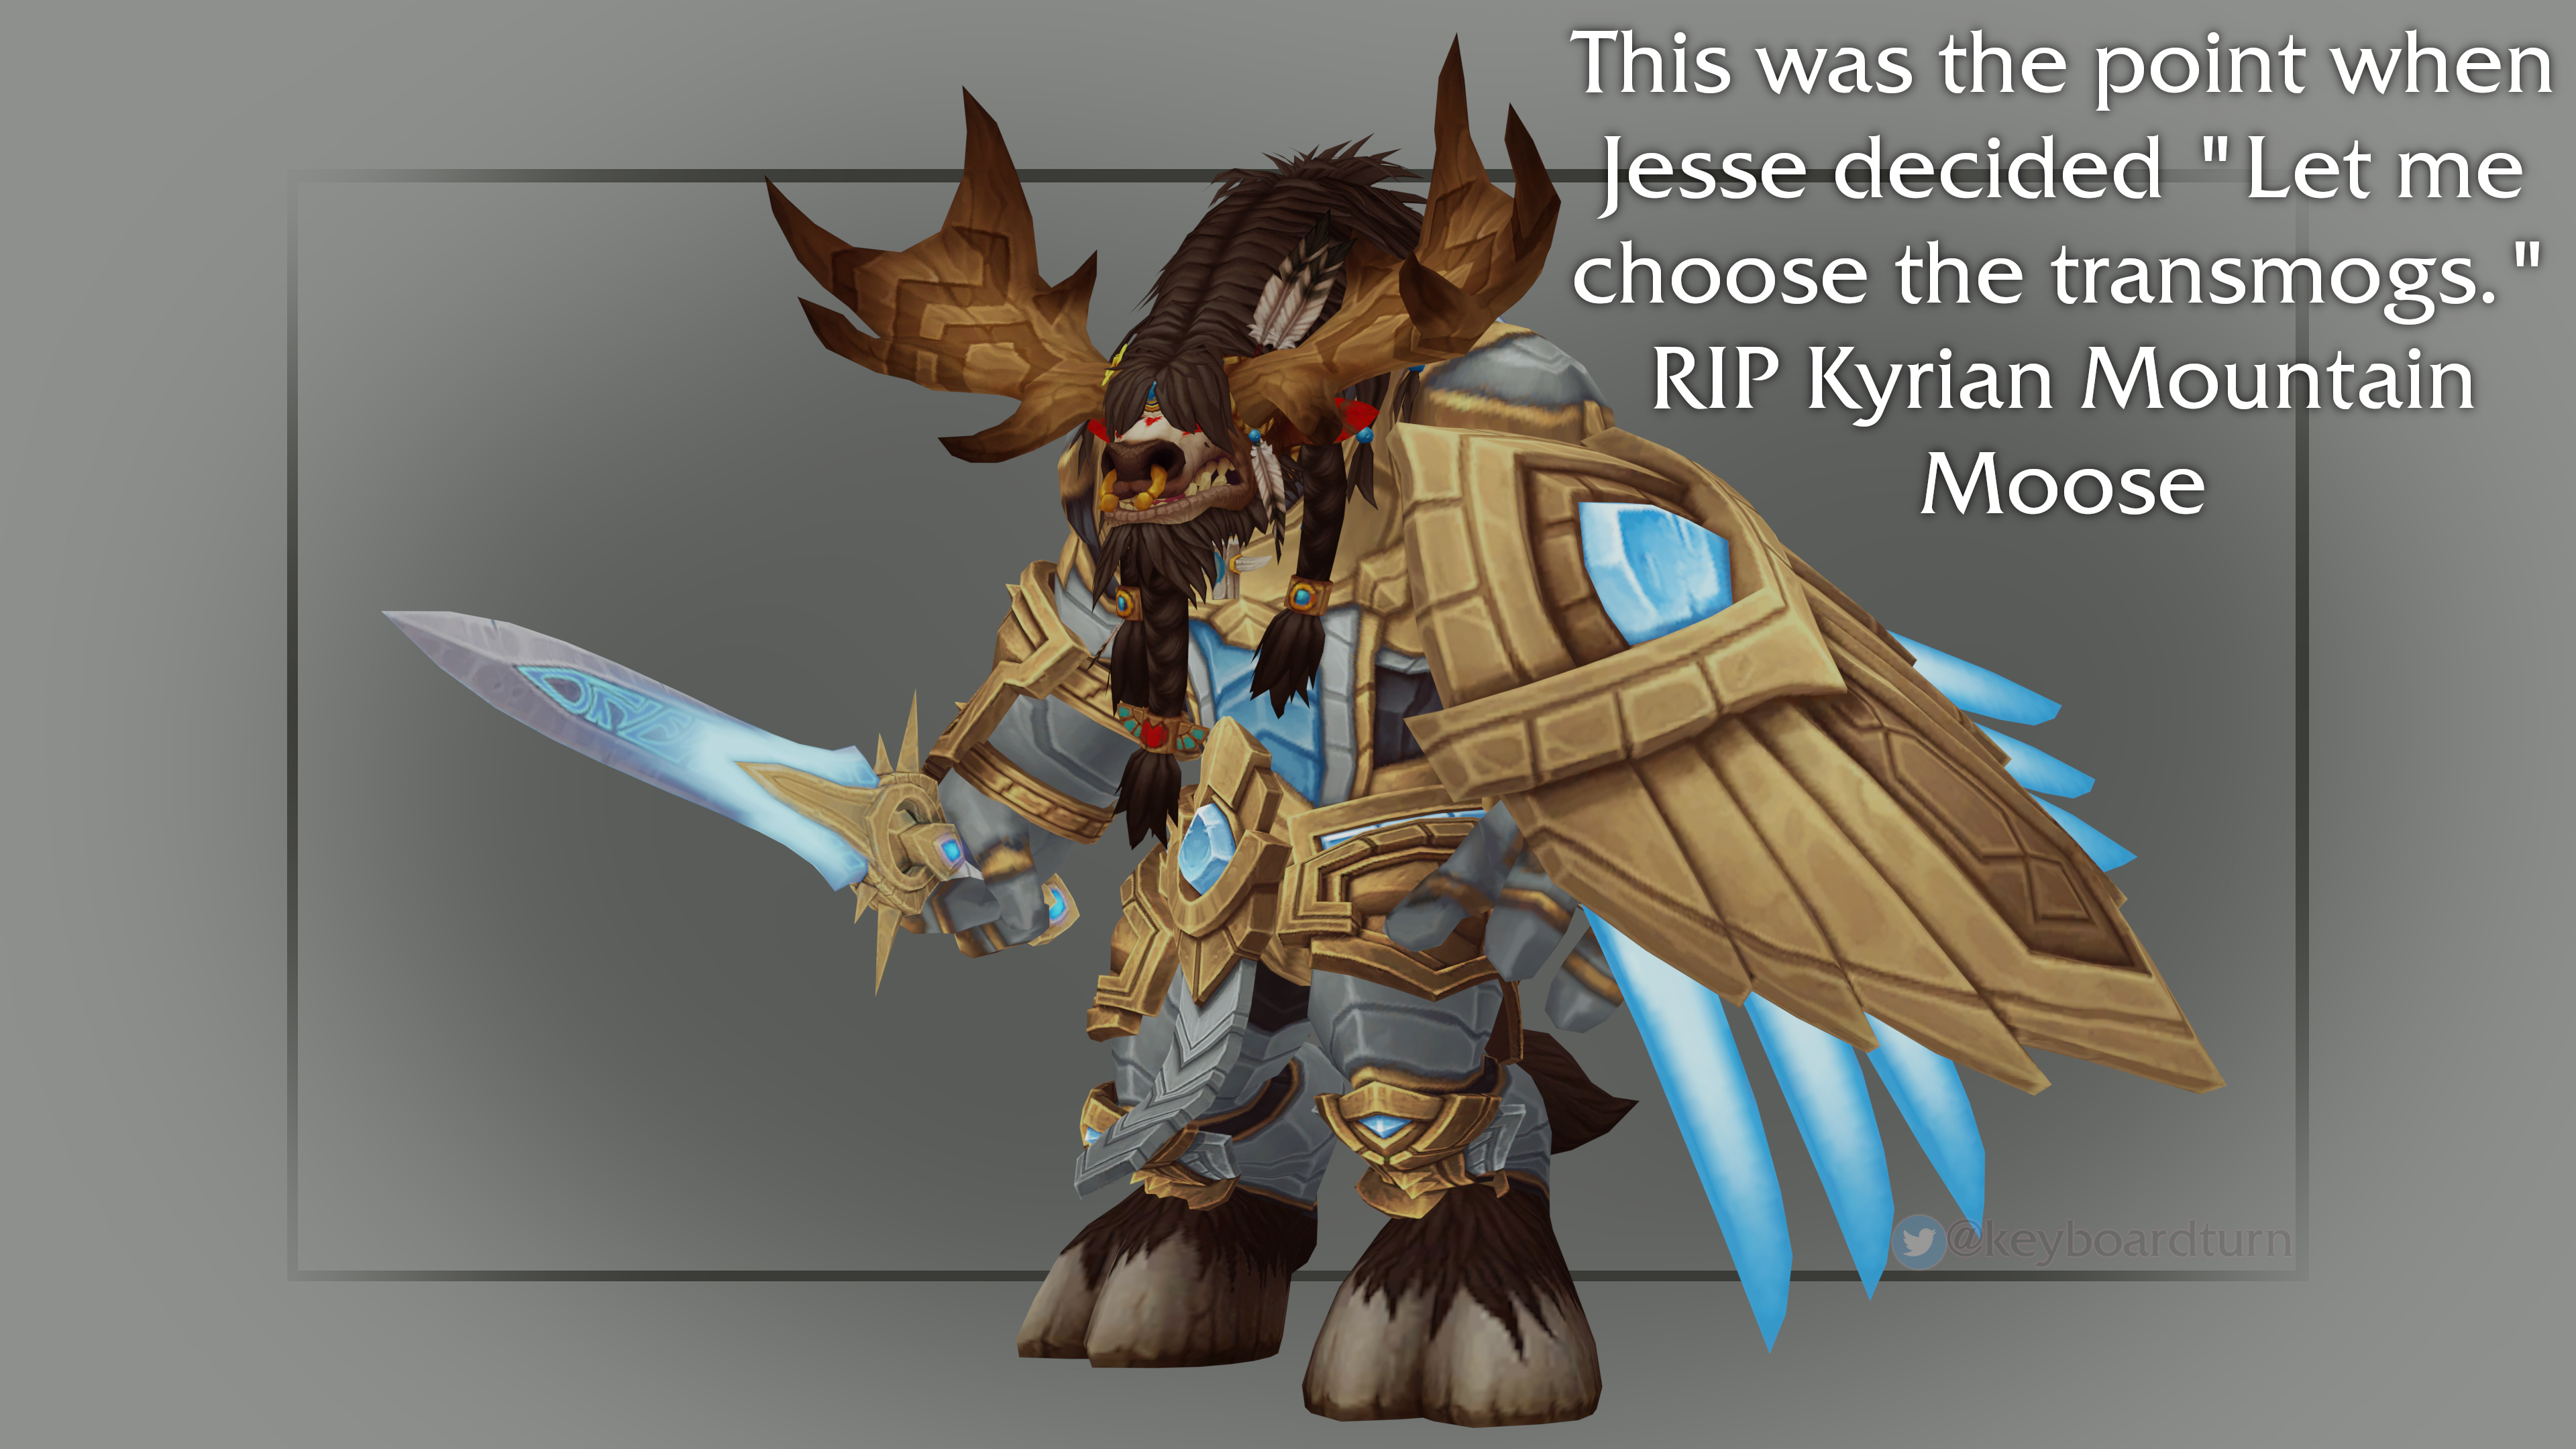 This was the point when
Jesse decided "Let me
choose the transmogs."
RIP Kyrian Mountain
Moose
@keyboardturn